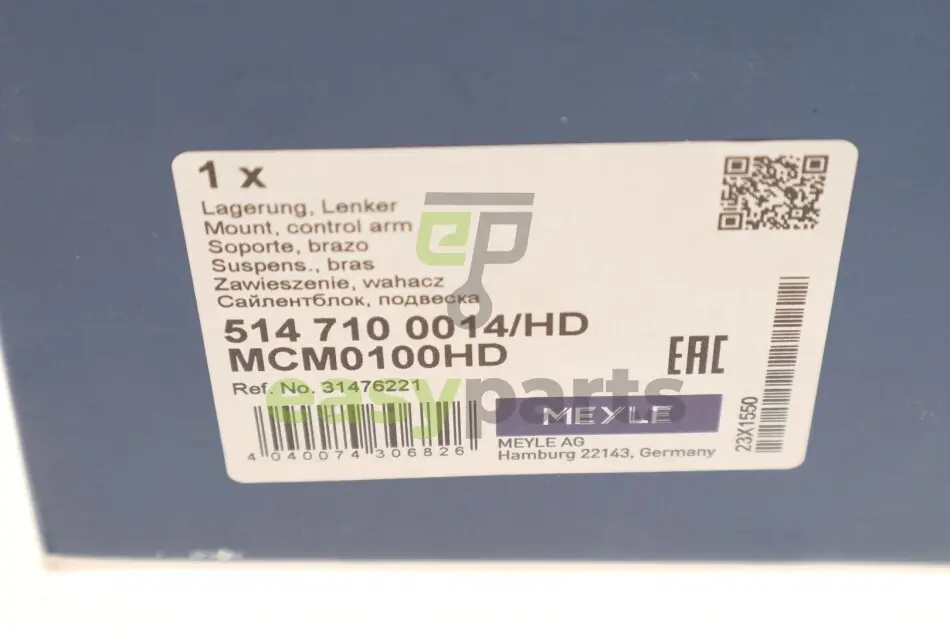 1 x
Lagerung, Lenker
Mount, control arm
Soporte, brazo
Suspens., bras
Zawieszenie, wahacz
Сайлентблок, подвеска
514 710 0014/HD
MCM0100HD
Ref. No. 31476221
4 040074 306826
EAC
MEYLE
MEYLE AG
Hamburg 22143, Germany
23X1550
ep
easyparts